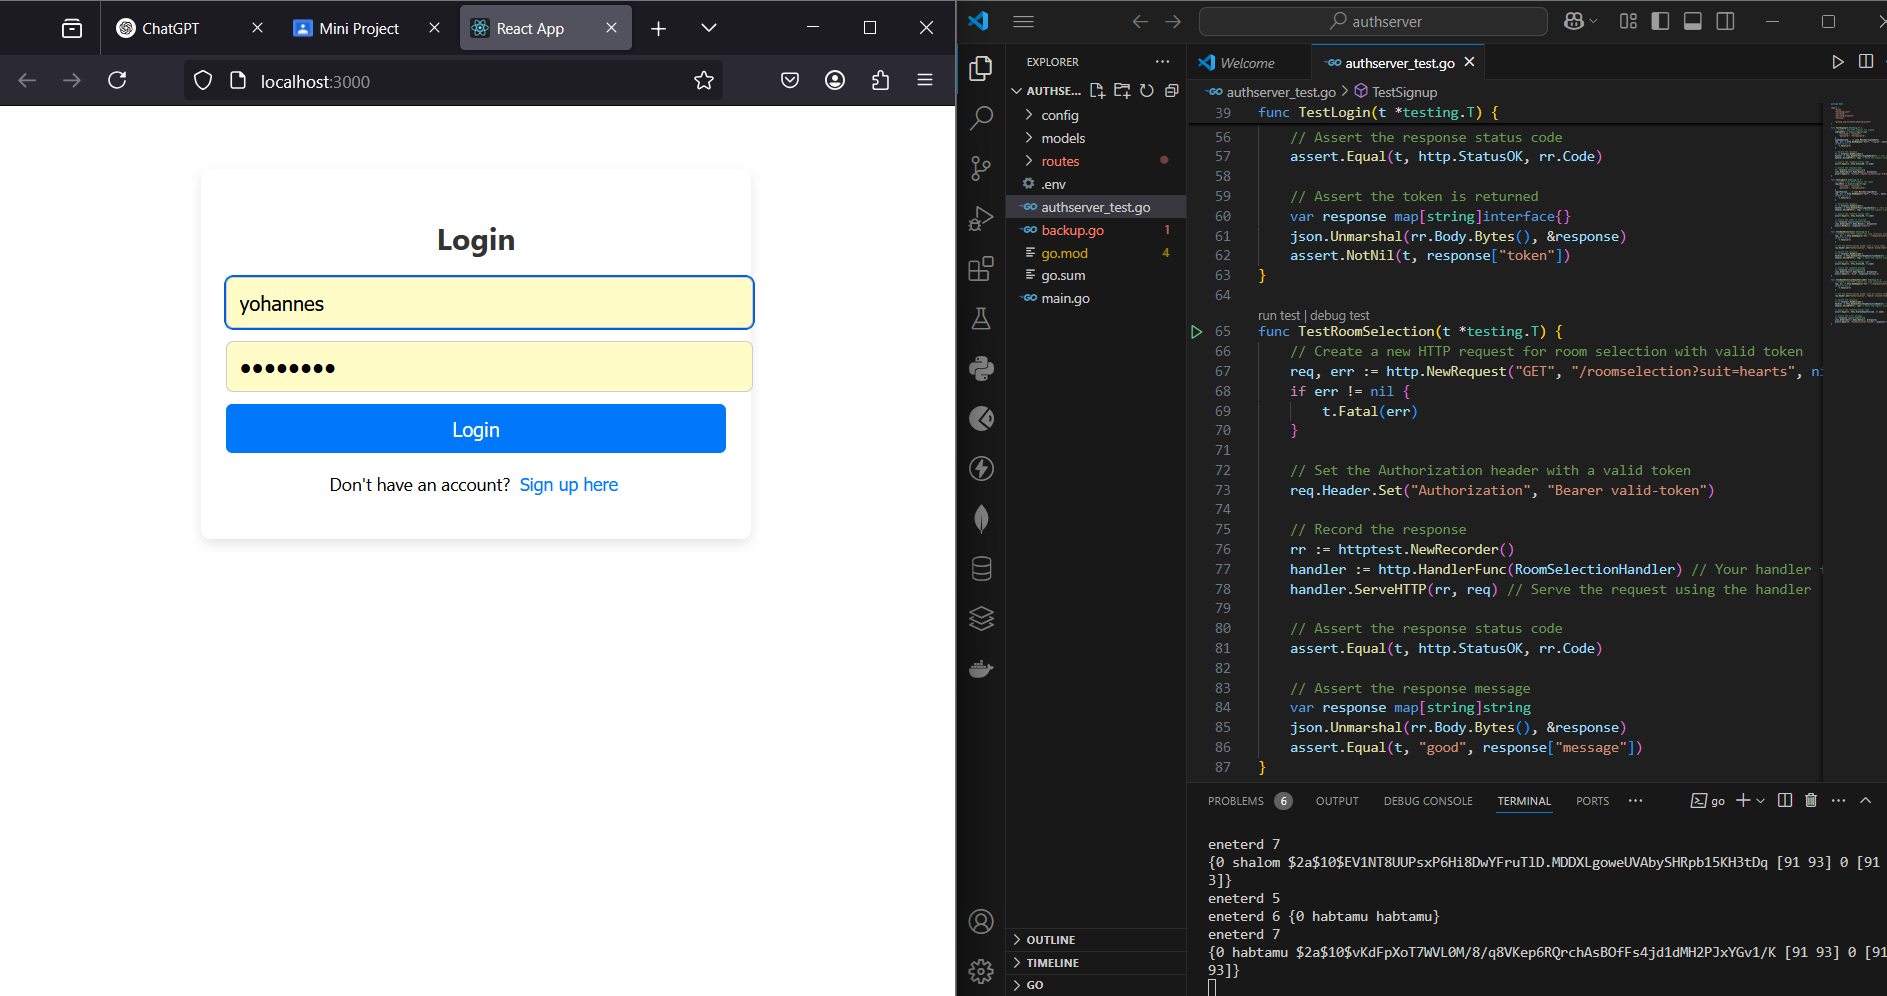 ChatGPT
Mini Project
React App
localhost:3000
Login
yohannes
Login
Don't have an account? Sign up here
authserver
EXPLORER
AUTHSE...
config
models
routes
.env
authserver_test.go
backup.go 1
go.mod 4
go.sum
main.go
OUTLINE
TIMELINE
GO
Welcome
authserver_test.go
authserver_test.go > TestSignup
39 func TestLogin(t *testing.T) {
56 // Assert the response status code
57 assert.Equal(t, http.StatusOK, rr.Code)
58
59 // Assert the token is returned
60 var response map[string]interface{}
61 json.Unmarshal(rr.Body.Bytes(), &response)
62 assert.NotNil(t, response["token"])
63 }
64
run test | debug test
65 func TestRoomSelection(t *testing.T) {
66 // Create a new HTTP request for room selection with valid token
67 req, err := http.NewRequest("GET", "/roomselection?suit=hearts", ni
68 if err != nil {
69 t.Fatal(err)
70 }
71
72 // Set the Authorization header with a valid token
73 req.Header.Set("Authorization", "Bearer valid-token")
74
75 // Record the response
76 rr := httptest.NewRecorder()
77 handler := http.HandlerFunc(RoomSelectionHandler) // Your handler
78 handler.ServeHTTP(rr, req) // Serve the request using the handler
79
80 // Assert the response status code
81 assert.Equal(t, http.StatusOK, rr.Code)
82
83 // Assert the response message
84 var response map[string]string
85 json.Unmarshal(rr.Body.Bytes(), &response)
86 assert.Equal(t, "good", response["message"])
87 }
PROBLEMS 6 OUTPUT DEBUG CONSOLE TERMINAL PORTS ··· go
eneterd 7
{0 shalom $2a$10$EV1NT8UUPsxP6Hi8DwYFruTlD.MDDXLgoweUVAbySHRpb15KH3tDq [91 93] 0 [91
3]}
eneterd 5
eneterd 6 {0 habtamu habtamu}
eneterd 7
{0 habtamu $2a$10$vKdFpXoT7WVL0M/8/q8VKep6RQrchAsBOfFs4jd1dMH2PJxYGv1/K [91 93] 0 [91
93]}